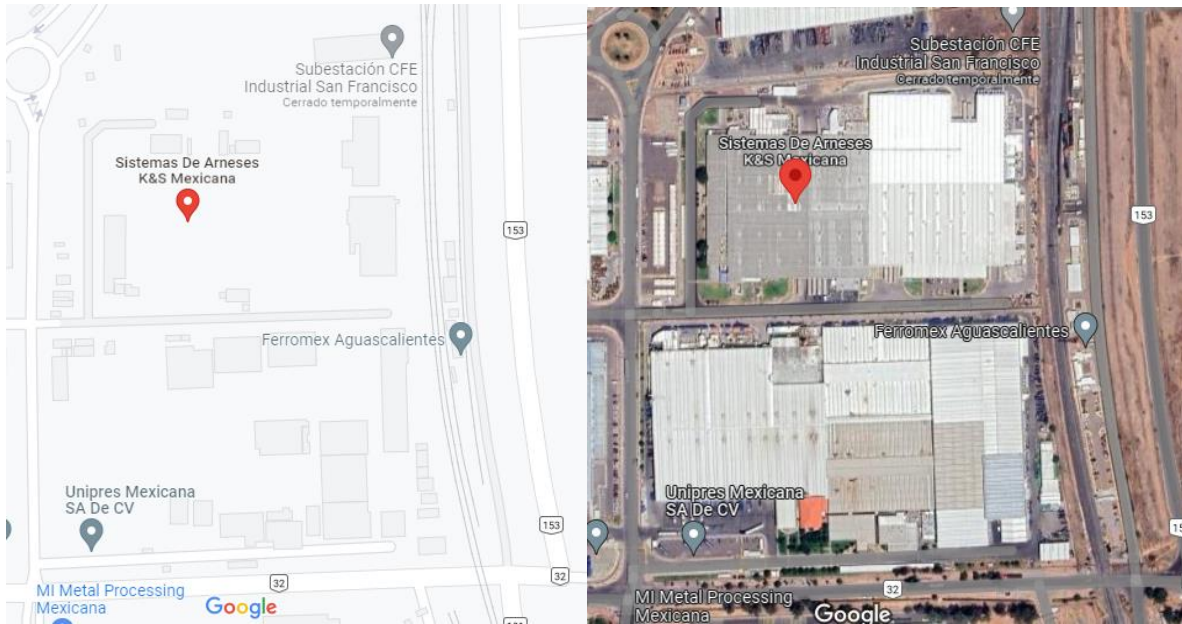 Subestación CFE
Industrial San Francisco
Cerrado temporalmente
Sistemas De Arneses
K&S Mexicana
153
Ferromex Aguascalientes
Unipres Mexicana
SA De CV
153
32
32
MI Metal Processing
Mexicana
Google
Subestación CFE
Industrial San Francisco
Cerrado temporalmente
Sistemas De Arneses
K&S Mexicana
153
Ferromex Aguascalientes
Unipres Mexicana
SA De CV
32
MI Metal Processing
Mexicana
Google